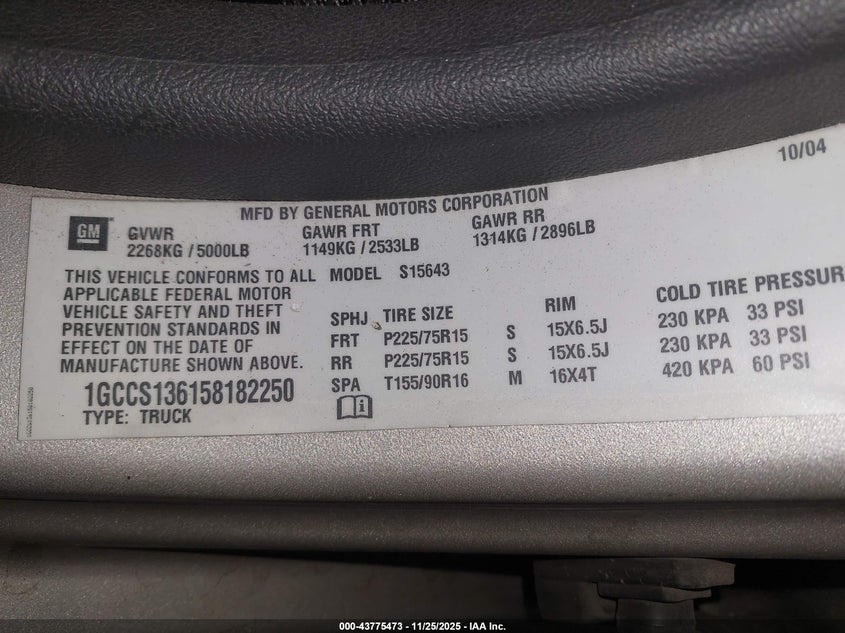 10/04
MFD BY GENERAL MOTORS CORPORATION
GM
GVWR GAWR FRT GAWR RR
2268KG / 5000LB 1149KG / 2533LB 1314KG / 2896LB
THIS VEHICLE CONFORMS TO ALL
APPLICABLE FEDERAL MOTOR
VEHICLE SAFETY AND THEFT
PREVENTION STANDARDS IN
EFFECT ON THE DATE OF
MANUFACTURE SHOWN ABOVE.
1GCCS136158182250
TYPE: TRUCK
MODEL S15643
SPHJ TIRE SIZE RIM COLD TIRE PRESSUR
FRT P225/75R15 S 15X6.5J 230 KPA 33 PSI
RR P225/75R15 S 15X6.5J 230 KPA 33 PSI
SPA T155/90R16 M 16X4T 420 KPA 60 PSI
000-43775473 - 11/25/2025 - IAA Inc.